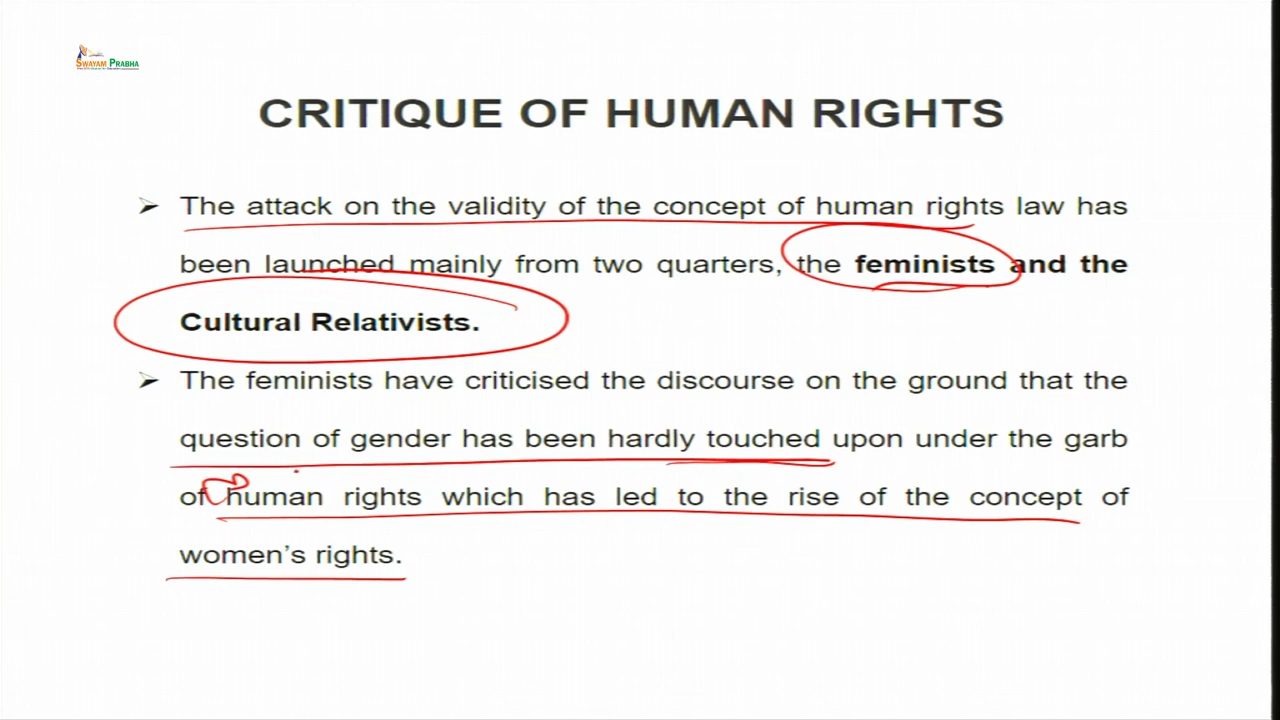 SWAYAM PRABHA
CRITIQUE OF HUMAN RIGHTS
➢ The attack on the validity of the concept of human rights law has
been launched mainly from two quarters, the feminists and the
Cultural Relativists.
➢ The feminists have criticised the discourse on the ground that the
question of gender has been hardly touched upon under the garb
of human rights which has led to the rise of the concept of
women's rights.